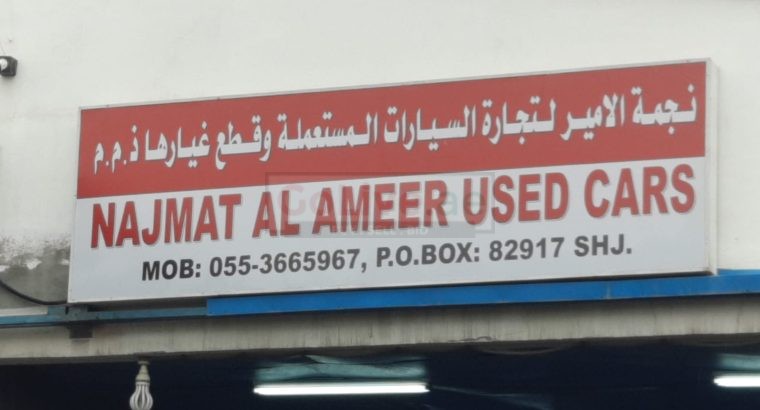 نجمة الامير لتجارة السيارات المستعملة وقطع غيارها ذ.م.م
NAJMAT AL AMEER USED CARS
MOB: 055-3665967, P.O.BOX: 82917 SHJ.